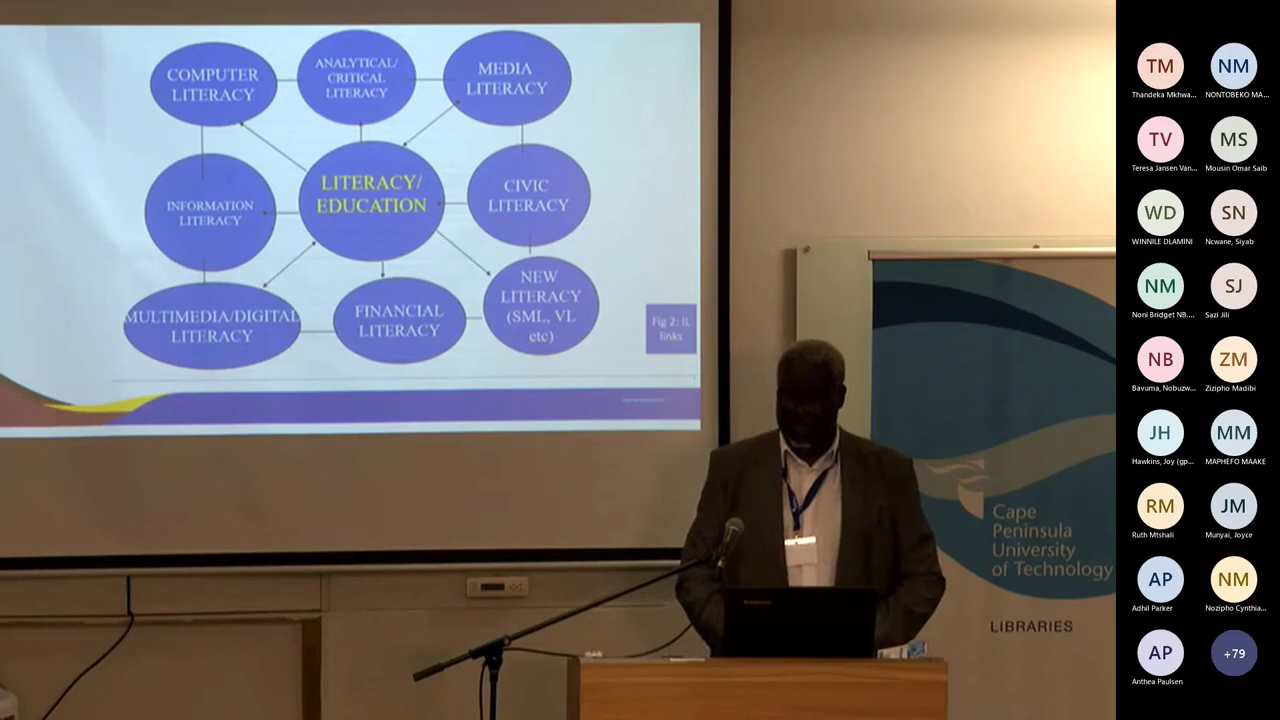 COMPUTER
LITERACY
ANALYTICAL/
CRITICAL
LITERACY
MEDIA
LITERACY
INFORMATION
LITERACY
LITERACY/
EDUCATION
CIVIC
LITERACY
MULTIMEDIA/DIGITAL
LITERACY
FINANCIAL
LITERACY
NEW
LITERACY
(SML, VL
etc)
Fig 2: IL
links
Cape
Peninsula
University
of Technology
LIBRARIES
TM
Thandeka Mkhwa...
NM
NONTOBEKO MA...
TV
Teresa Jansen Van...
MS
Mousin Omar Saib
WD
WINNILE DLAMINI
SN
Ncwane, Siyab
NM
Noni Bridget NB....
SJ
Sazi Jili
NB
Bavuma, Nobuzw...
ZM
Zizipho Madibi
JH
Hawkins, Joy (gp...
MM
MAPHEFO MAAKE
RM
Ruth Mtshali
JM
Munyai, Joyce
AP
Adhil Parker
NM
Nozipho Cynthia...
AP
Anthea Paulsen
+79